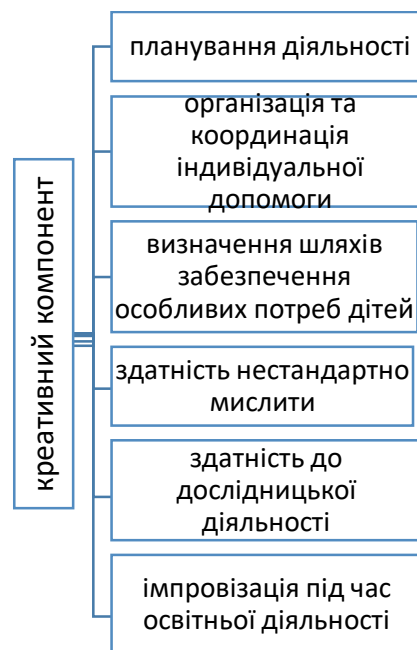 креативний компонент
планування діяльності
організація та
координація
індивідуальної
допомоги
визначення шляхів
забезпечення
особливих потреб дітей
здатність нестандартно
мислити
здатність до
дослідницької
діяльності
імпровізація під час
освітньої діяльності